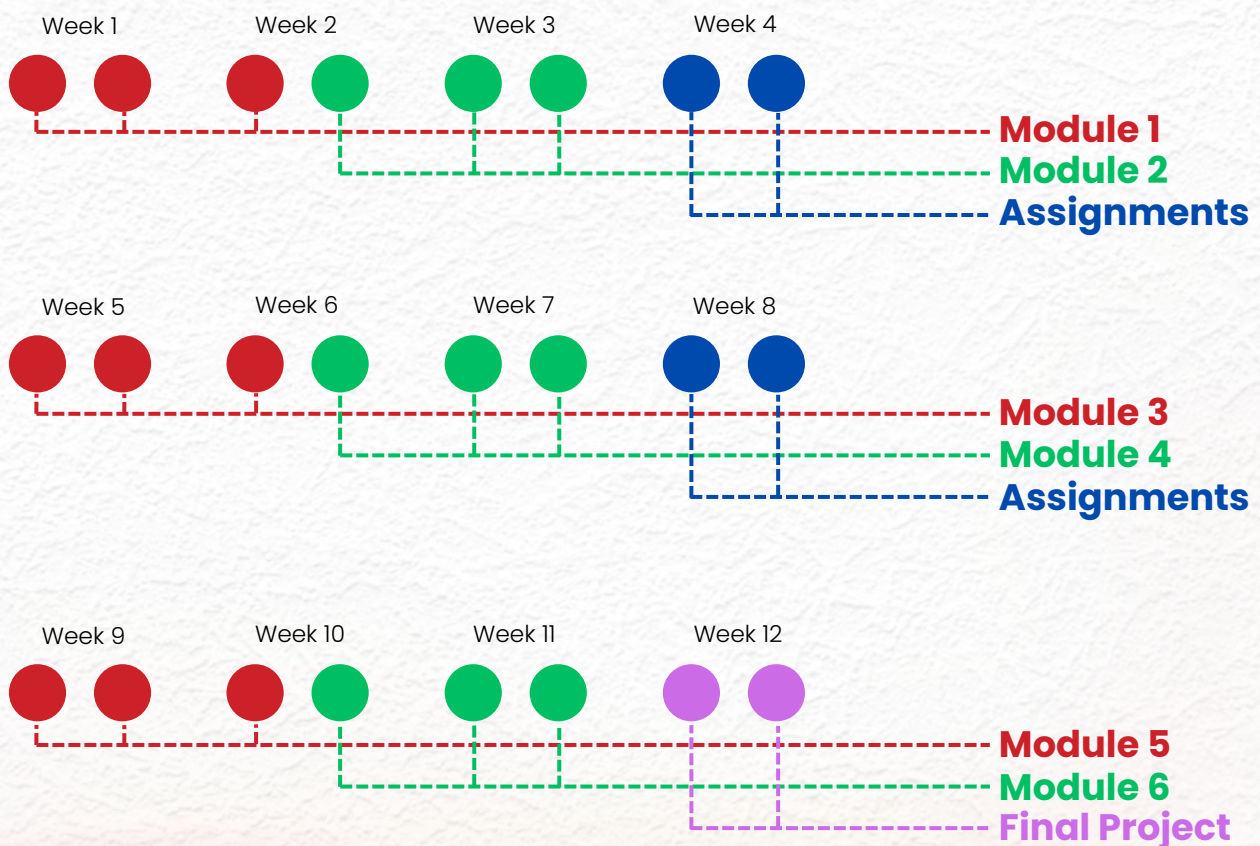 Week 1
Week 2
Week 3
Week 4
Module 1
Module 2
Assignments
Week 5
Week 6
Week 7
Week 8
Module 3
Module 4
Assignments
Week 9
Week 10
Week 11
Week 12
Module 5
Module 6
Final Project